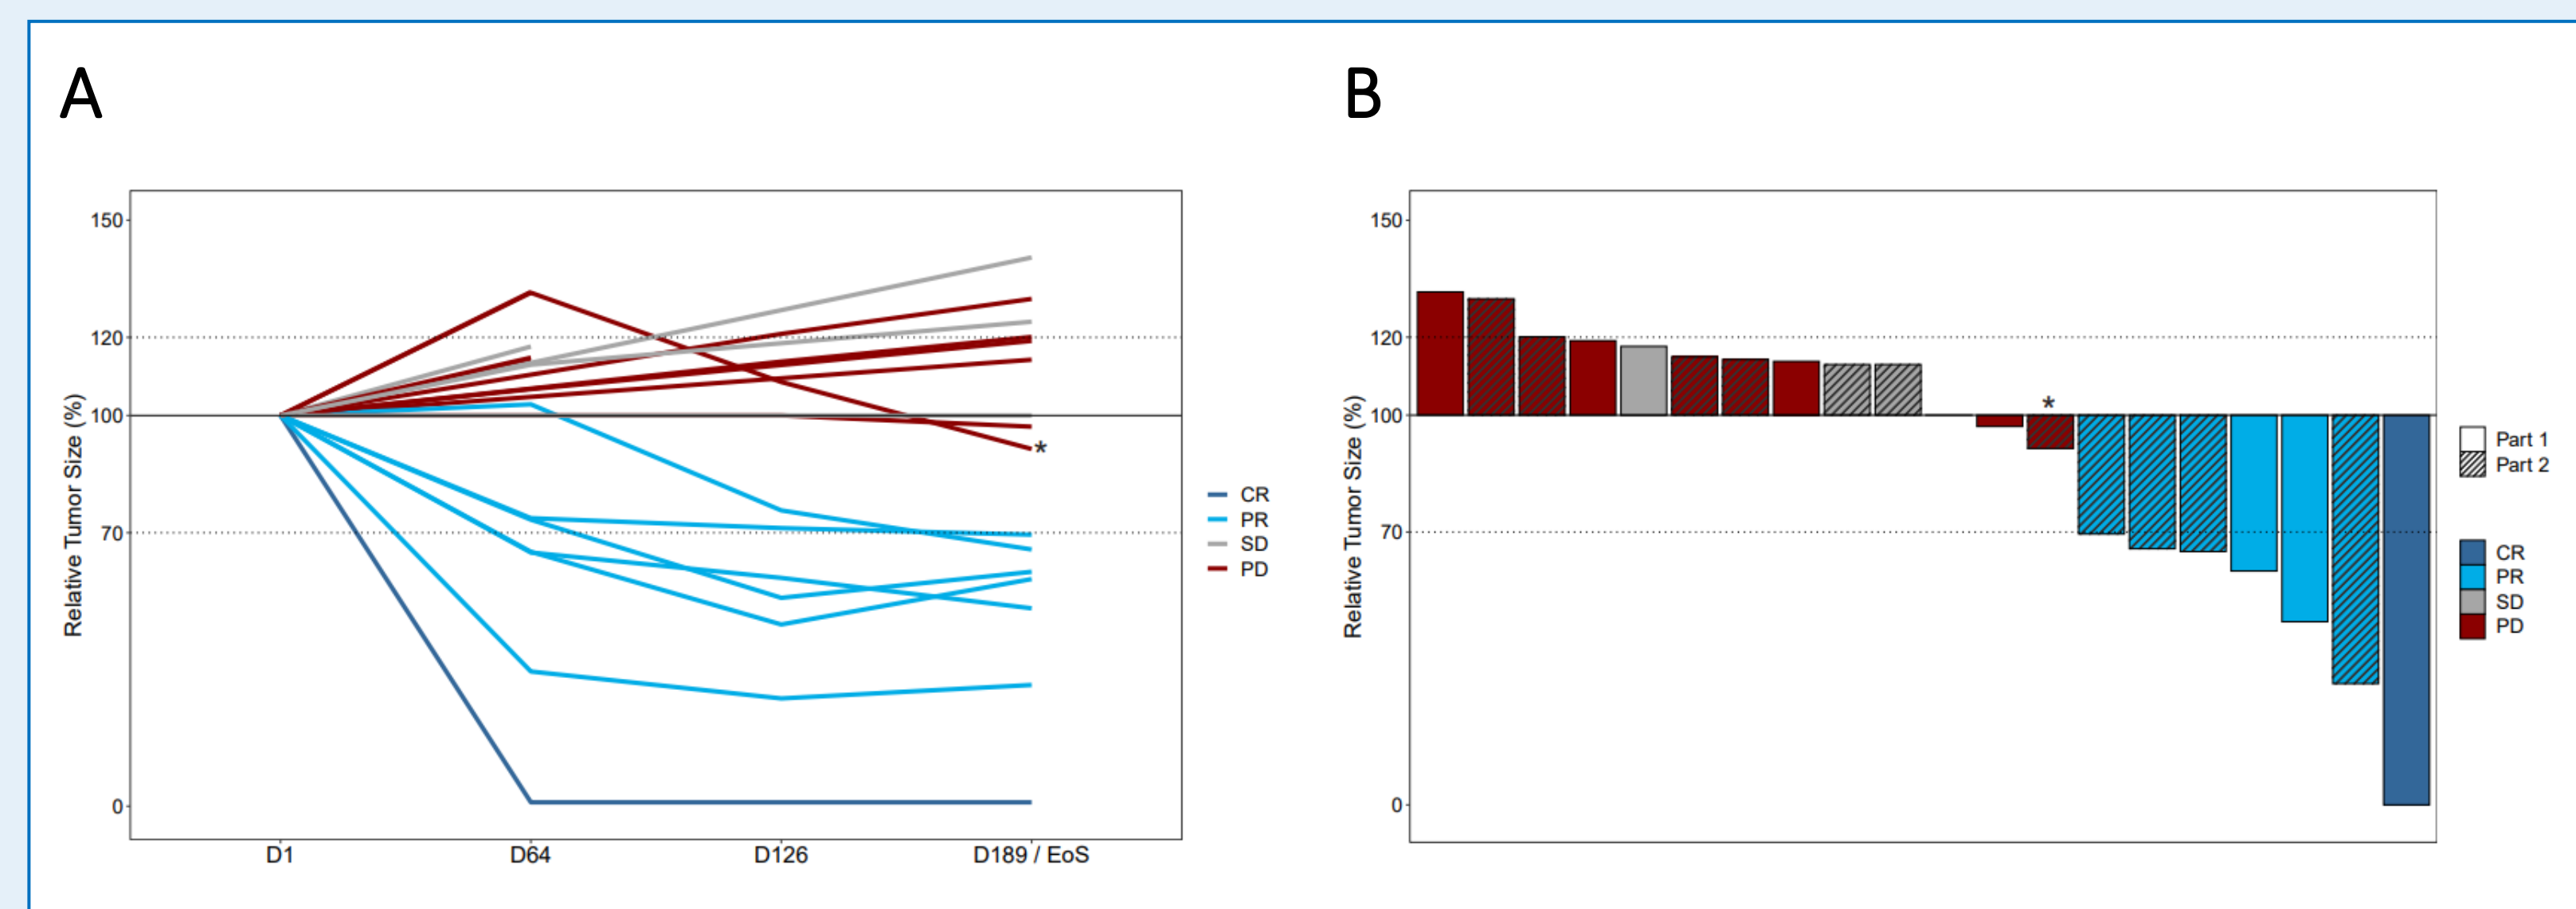 A
Relative Tumor Size (%)
150
120
100
70
0
D1 D64 D126 D189 / EoS
*
CR
PR
SD
PD
B
Relative Tumor Size (%)
150
120
100
70
0
*
Part 1
Part 2
CR
PR
SD
PD